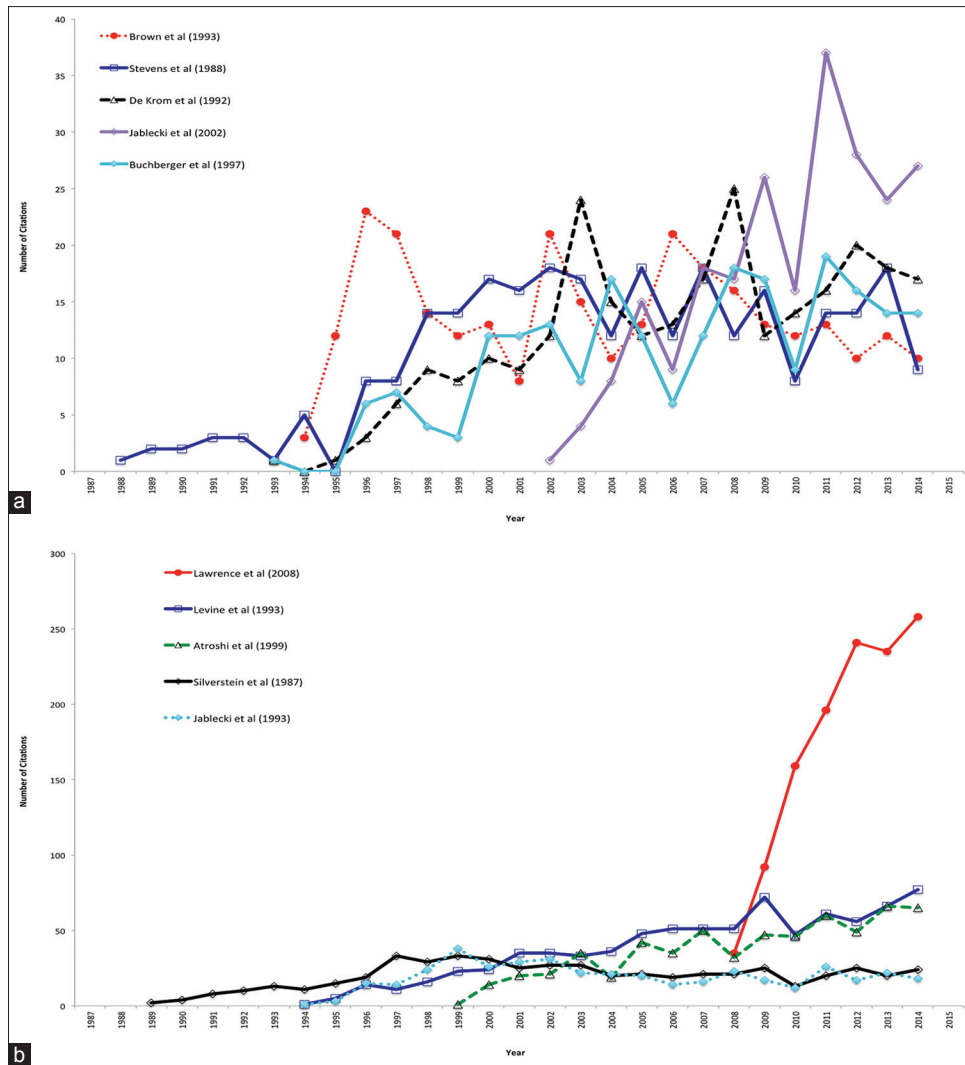 40
35
30
25
20
15
10
5
0
Number of Citations
Brown et al (1993)
Stevens et al (1988)
De Krom et al (1992)
Jablecki et al (2002)
Buchberger et al (1997)
1987 1988 1989 1990 1991 1992 1993 1994 1995 1996 1997 1998 1999 2000 2001 2002 2003 2004 2005 2006 2007 2008 2009 2010 2011 2012 2013 2014 2015
Year
a
300
250
200
150
100
50
0
Number of Citations
Lawrence et al (2008)
Levine et al (1993)
Atroshi et al (1999)
Silverstein et al (1987)
Jablecki et al (1993)
1987 1988 1989 1990 1991 1992 1993 1994 1995 1996 1997 1998 1999 2000 2001 2002 2003 2004 2005 2006 2007 2008 2009 2010 2011 2012 2013 2014 2015
Year
b